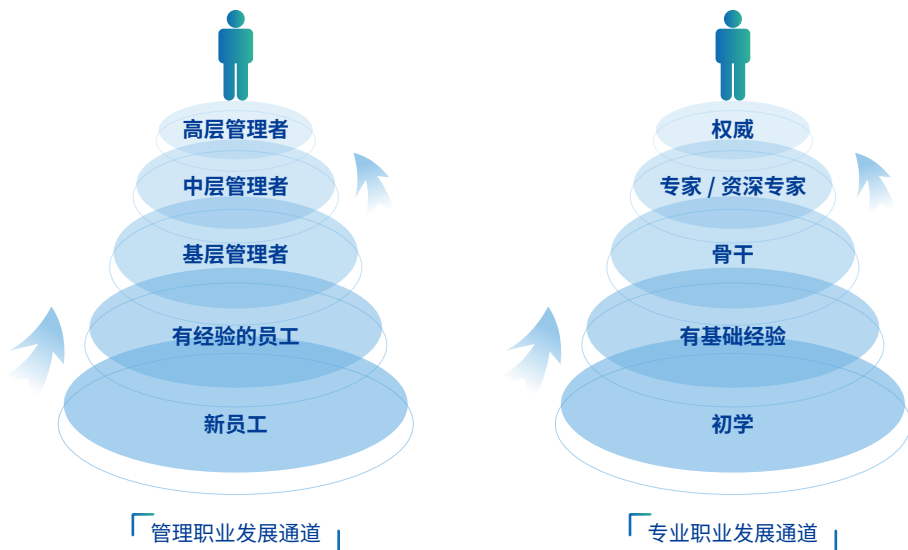 高层管理者
中层管理者
基层管理者
有经验的员工
新员工
管理职业发展通道
权威
专家 / 资深专家
骨干
有基础经验
初学
专业职业发展通道